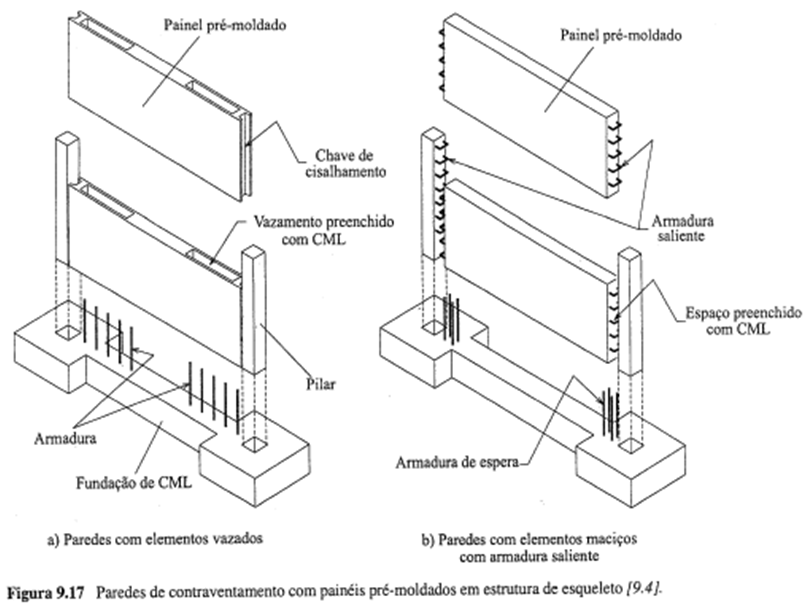 Painel pré-moldado
Chave de
cisalhamento
Vazamento preenchido
com CML
Pilar
Armadura
Fundação de CML
a) Paredes com elementos vazados
Painel pré-moldado
Armadura
saliente
Espaço preenchido
com CML
Armadura de espera
b) Paredes com elementos maciços
com armadura saliente
Figura 9.17 Paredes de contraventamento com painéis pré-moldados em estrutura de esqueleto [9.4].